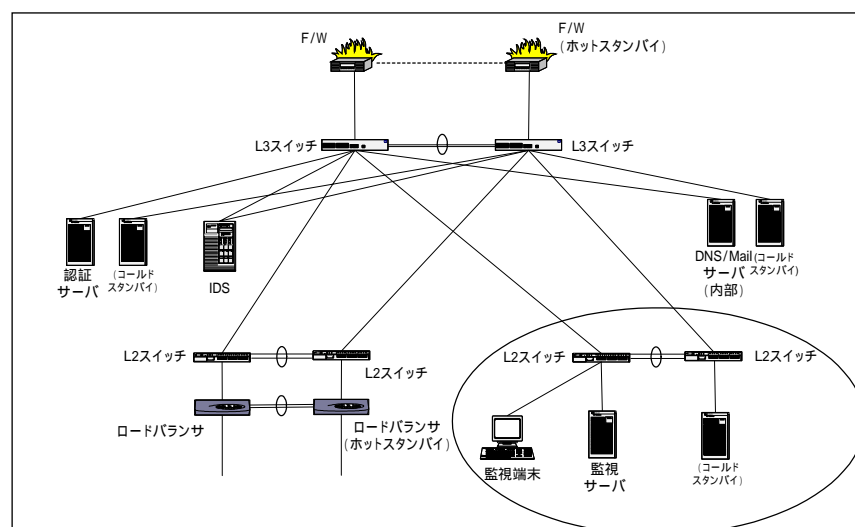 F/W
F/W
(ホットスタンバイ)
L3スイッチ
L3スイッチ
認証
サーバ
(コールド
スタンバイ)
IDS
DNS/Mail
サーバ
(内部)
(コールド
スタンバイ)
L2スイッチ
L2スイッチ
L2スイッチ
L2スイッチ
ロードバランサ
ロードバランサ
(ホットスタンバイ)
監視端末
監視
サーバ
(コールド
スタンバイ)